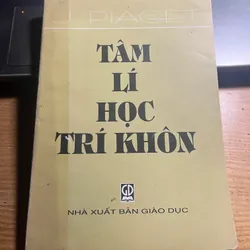 J. PIAGET
TÂM
LÍ
HỌC
TRÍ KHÔN
GD
NHÀ XUẤT BẢN GIÁO DỤC